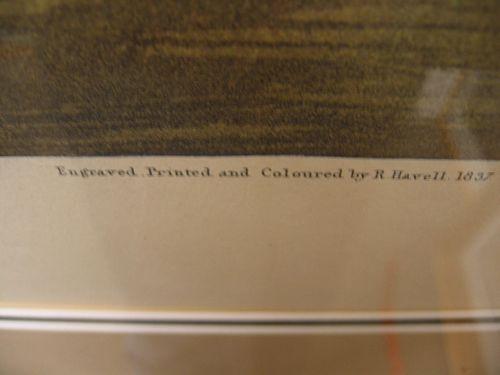 Engraved, Printed and Coloured by R. Havell. 1837